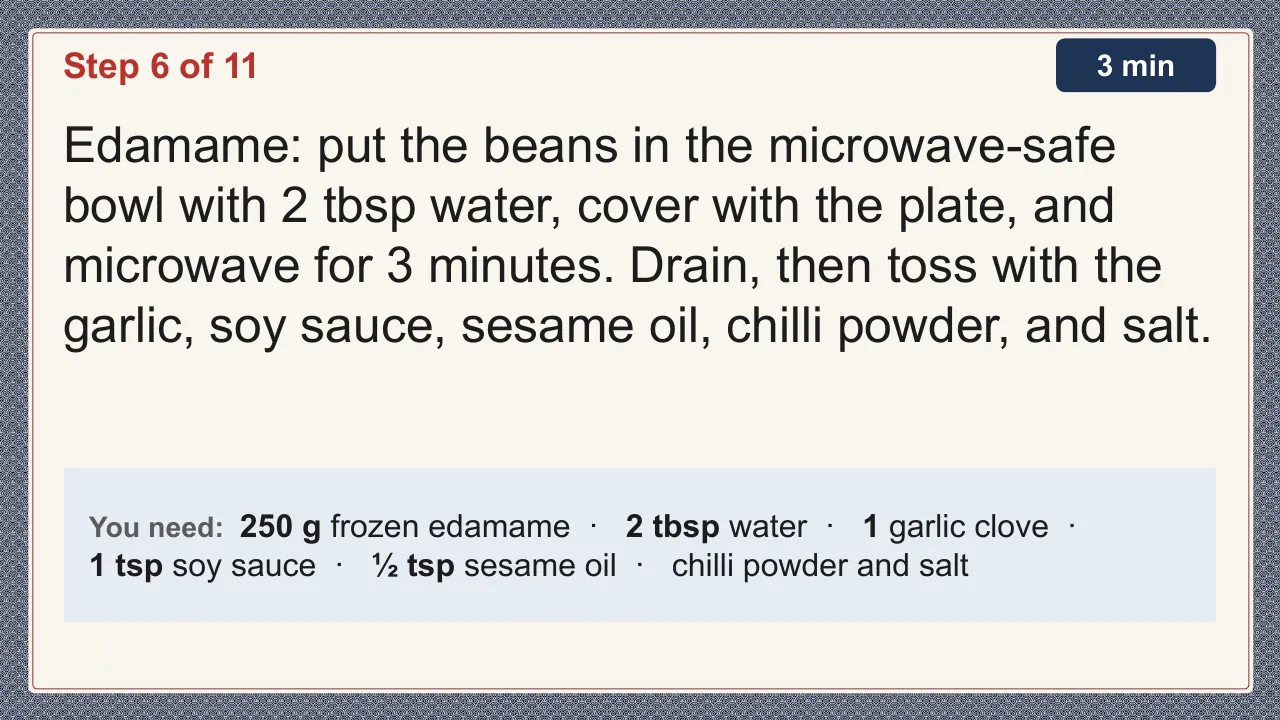 Step 6 of 11
3 min
Edamame: put the beans in the microwave-safe
bowl with 2 tbsp water, cover with the plate, and
microwave for 3 minutes. Drain, then toss with the
garlic, soy sauce, sesame oil, chilli powder, and salt.
You need: 250 g frozen edamame · 2 tbsp water · 1 garlic clove ·
1 tsp soy sauce · ½ tsp sesame oil · chilli powder and salt